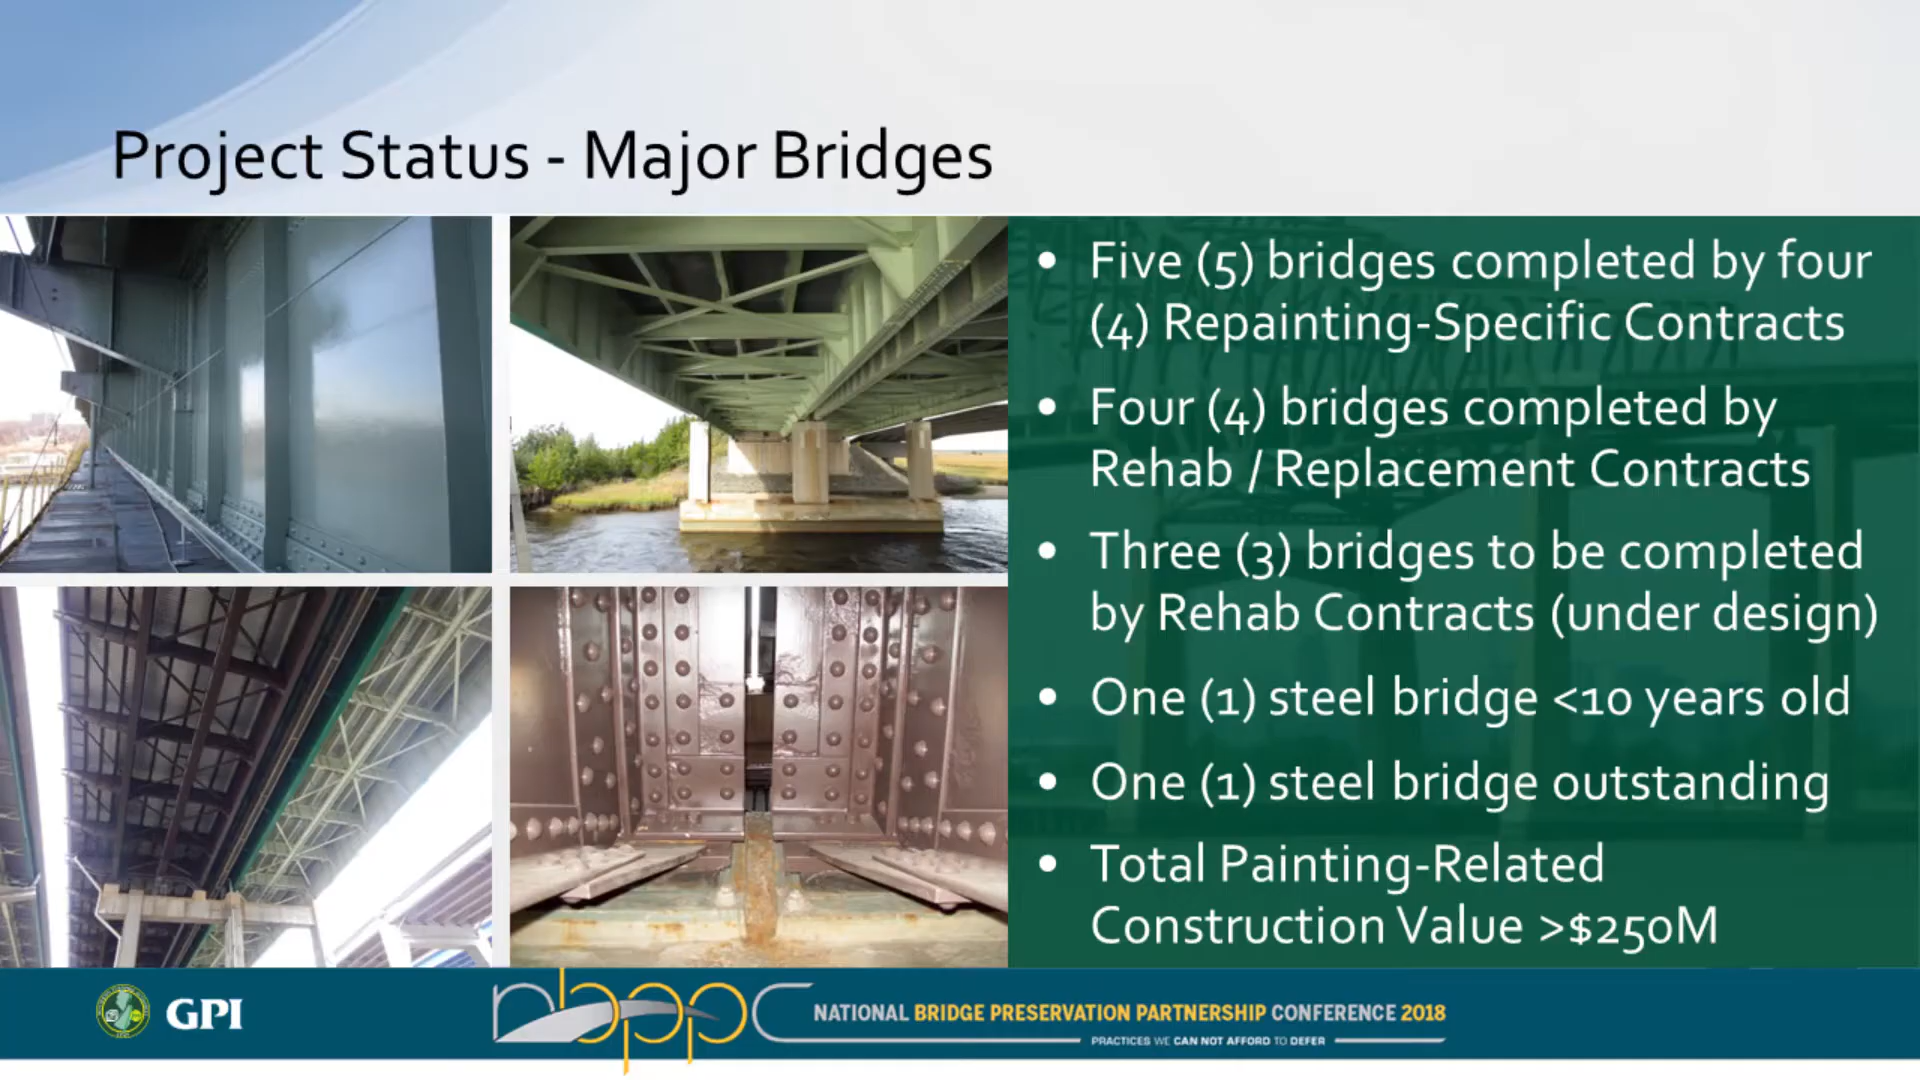 Project Status - Major Bridges
• Five (5) bridges completed by four
(4) Repainting-Specific Contracts
• Four (4) bridges completed by
Rehab / Replacement Contracts
• Three (3) bridges to be completed
by Rehab Contracts (under design)
• One (1) steel bridge <10 years old
• One (1) steel bridge outstanding
• Total Painting-Related
Construction Value >$250M
GPI
nbppc
NATIONAL BRIDGE PRESERVATION PARTNERSHIP CONFERENCE 2018
PRACTICES WE CAN NOT AFFORD TO DEFER